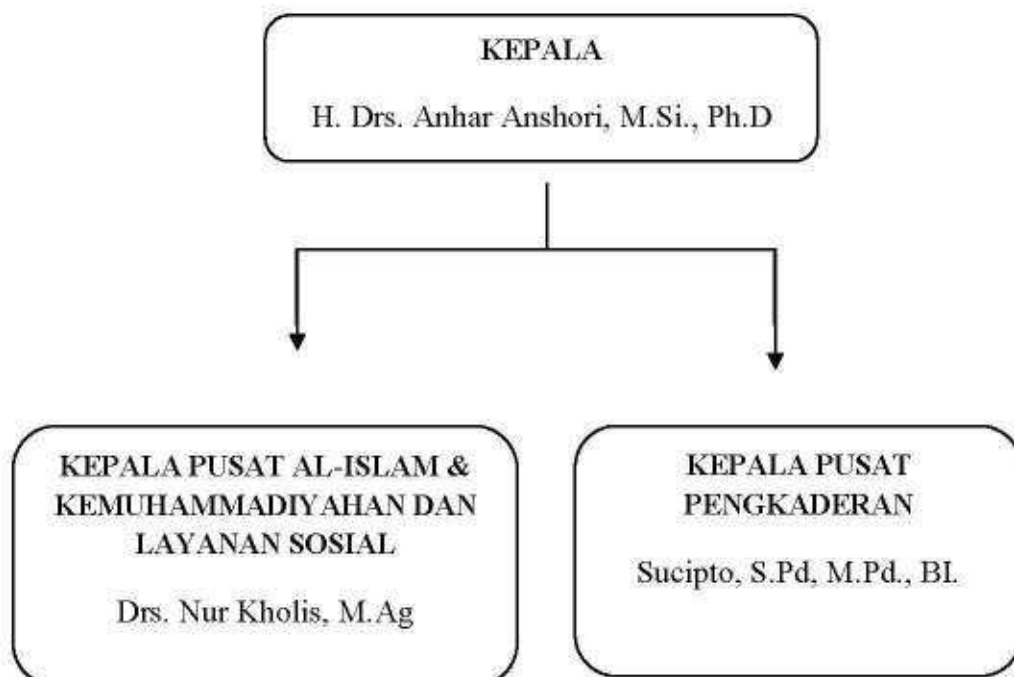 KEPALA
H. Drs. Anhar Anshori, M.Si., Ph.D
KEPALA PUSAT AL-ISLAM &
KEMUHAMMADIYAHAN DAN
LAYANAN SOSIAL
Drs. Nur Kholis, M.Ag
KEPALA PUSAT
PENGKADERAN
Sucipto, S.Pd, M.Pd., BI.